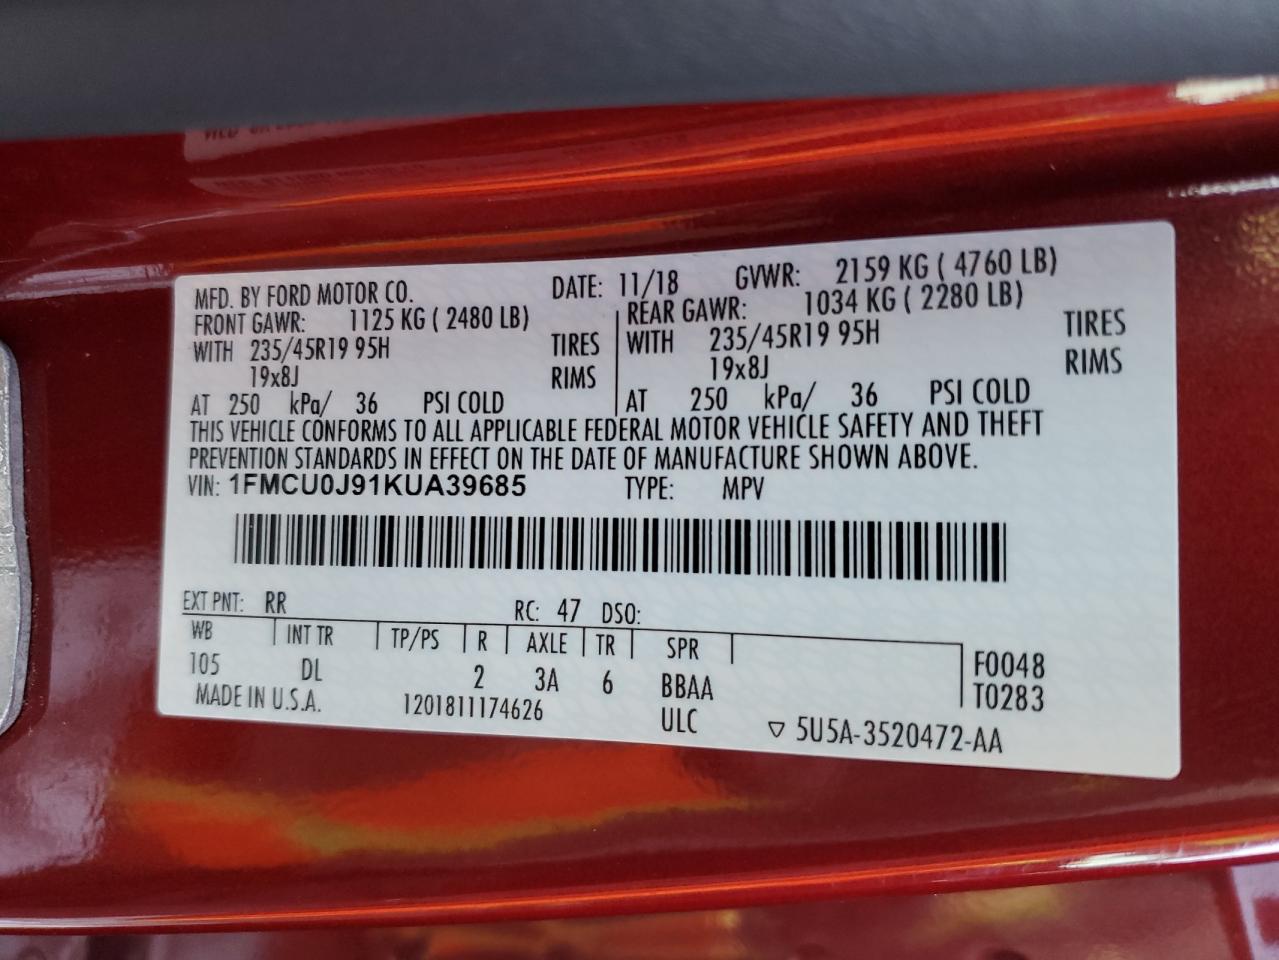 MFD. BY FORD MOTOR CO. DATE: 11/18 GVWR: 2159 KG ( 4760 LB)
FRONT GAWR: 1125 KG ( 2480 LB) REAR GAWR: 1034 KG ( 2280 LB)
WITH 235/45R19 95H TIRES WITH 235/45R19 95H TIRES
19x8J RIMS 19x8J RIMS
AT 250 kPa/ 36 PSI COLD AT 250 kPa/ 36 PSI COLD
THIS VEHICLE CONFORMS TO ALL APPLICABLE FEDERAL MOTOR VEHICLE SAFETY AND THEFT
PREVENTION STANDARDS IN EFFECT ON THE DATE OF MANUFACTURE SHOWN ABOVE.
VIN: 1FMCU0J91KUA39685 TYPE: MPV
EXT PNT: RR RC: 47 DSO:
WB INT TR TP/PS R AXLE TR SPR
105 DL 2 3A 6 BBAA F0048
MADE IN U.S.A. 1201811174626 ULC T0283
▽ 5U5A-3520472-AA